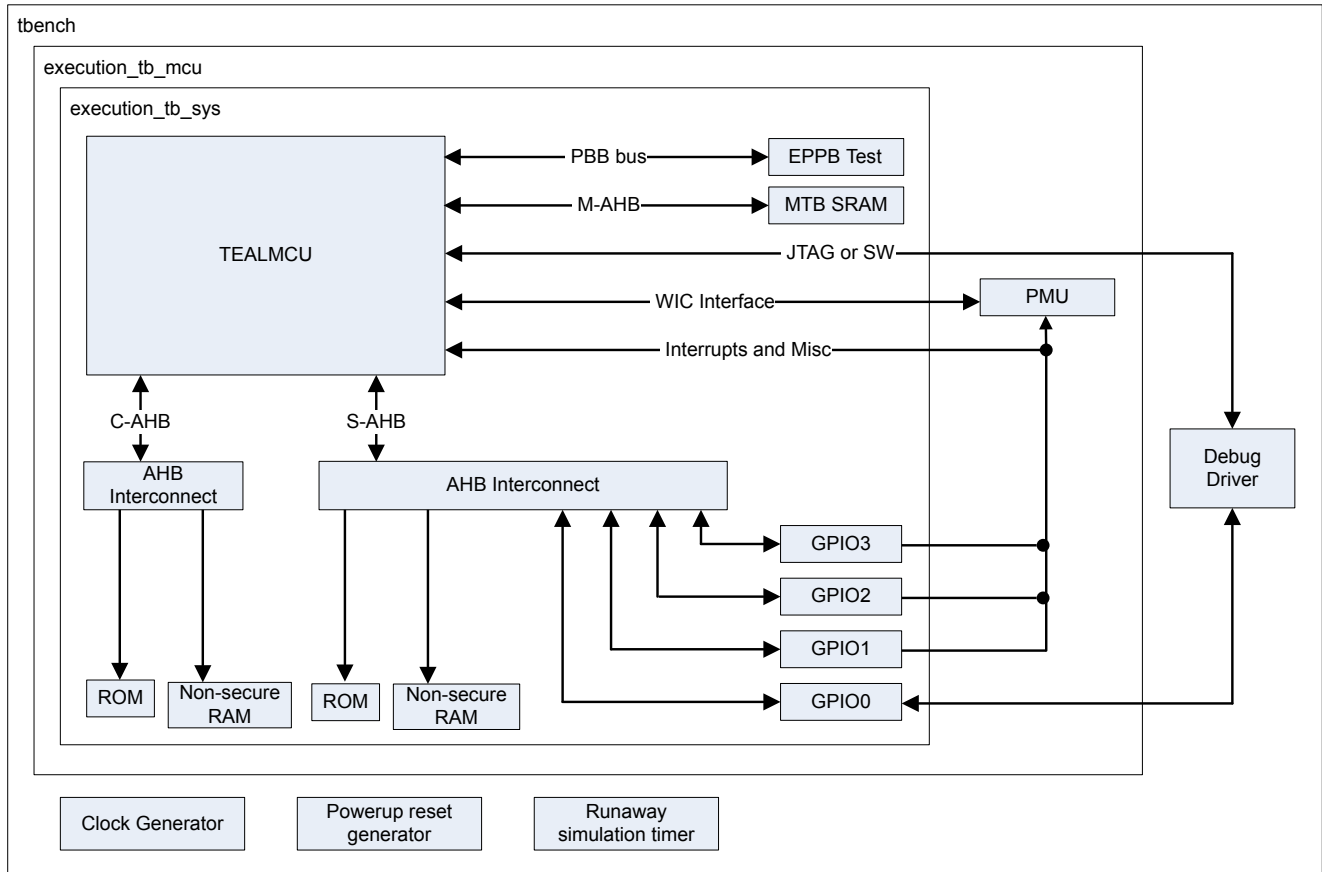 tbench
execution_tb_mcu
execution_tb_sys
TEALMCU
PBB bus
EPPB Test
M-AHB
MTB SRAM
JTAG or SW
WIC Interface
PMU
Interrupts and Misc
C-AHB
S-AHB
AHB
Interconnect
AHB Interconnect
Debug
Driver
GPIO3
GPIO2
GPIO1
GPIO0
ROM
Non-secure
RAM
ROM
Non-secure
RAM
Clock Generator
Powerup reset
generator
Runaway
simulation timer